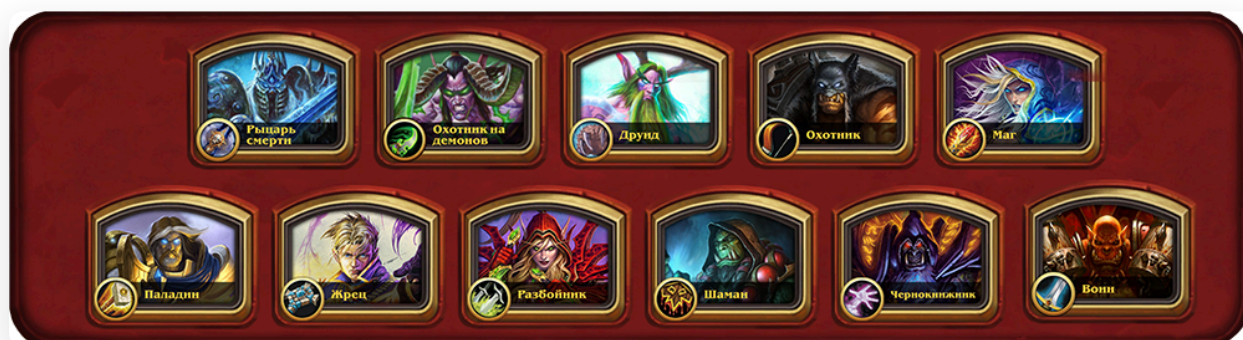 Рыцарь
смерти
Охотник на
демонов
Друид
Охотник
Маг
Паладин
Жрец
Разбойник
Шаман
Чернокнижник
Воин